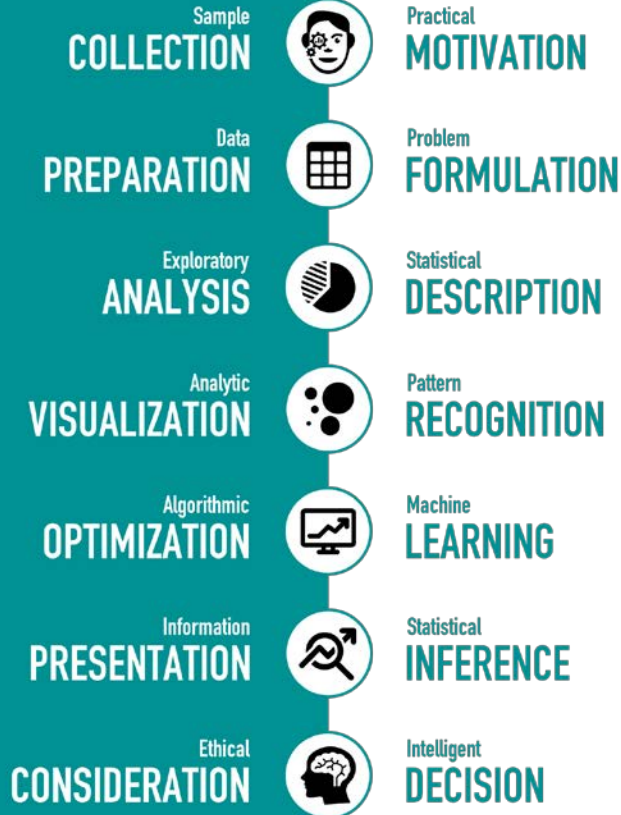 Sample
COLLECTION
Practical
MOTIVATION
Data
PREPARATION
Problem
FORMULATION
Exploratory
ANALYSIS
Statistical
DESCRIPTION
Analytic
VISUALIZATION
Pattern
RECOGNITION
Algorithmic
OPTIMIZATION
Machine
LEARNING
Information
PRESENTATION
Statistical
INFERENCE
Ethical
CONSIDERATION
Intelligent
DECISION